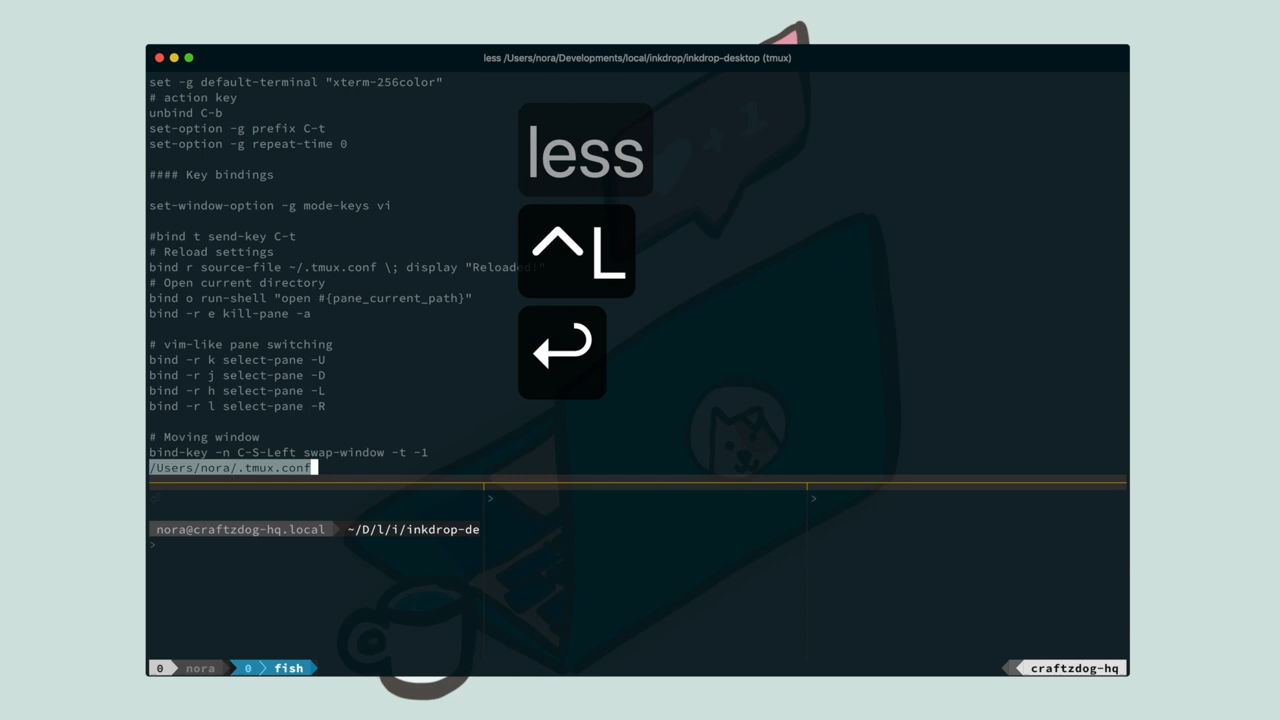 less /Users/nora/Developments/local/inkdrop/inkdrop-desktop (tmux)
set -g default-terminal "xterm-256color"
# action key
unbind C-b
set-option -g prefix C-t
set-option -g repeat-time 0
#### Key bindings
set-window-option -g mode-keys vi
#bind t send-key C-t
# Reload settings
bind r source-file ~/.tmux.conf \; display "Reloaded!"
# Open current directory
bind o run-shell "open #{pane_current_path}"
bind -r e kill-pane -a
# vim-like pane switching
bind -r k select-pane -U
bind -r j select-pane -D
bind -r h select-pane -L
bind -r l select-pane -R
# Moving window
bind-key -n C-S-Left swap-window -t -1
/Users/nora/.tmux.conf
less
^L
↩
> >
nora@craftzdog-hq.local ~/D/l/i/inkdrop-de
>
0 nora 0 fish craftzdog-hq